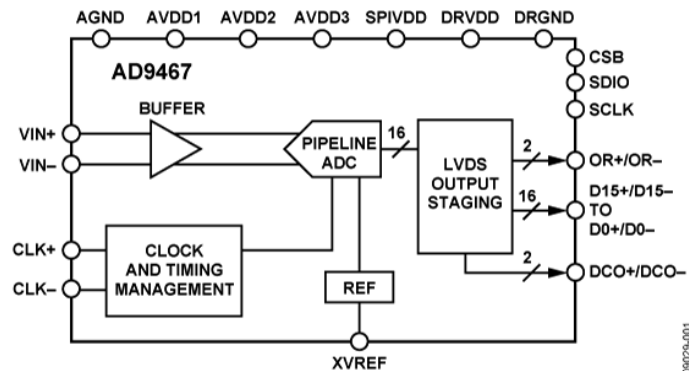 AGND AVDD1 AVDD2 AVDD3 SPIVDD DRVDD DRGND
AD9467
CSB
SDIO
SCLK
BUFFER
VIN+
VIN–
PIPELINE
ADC
16
LVDS
OUTPUT
STAGING
2
OR+/OR–
16
D15+/D15–
TO
D0+/D0–
2
DCO+/DCO–
CLK+
CLK–
CLOCK
AND TIMING
MANAGEMENT
REF
XVREF
09029-001